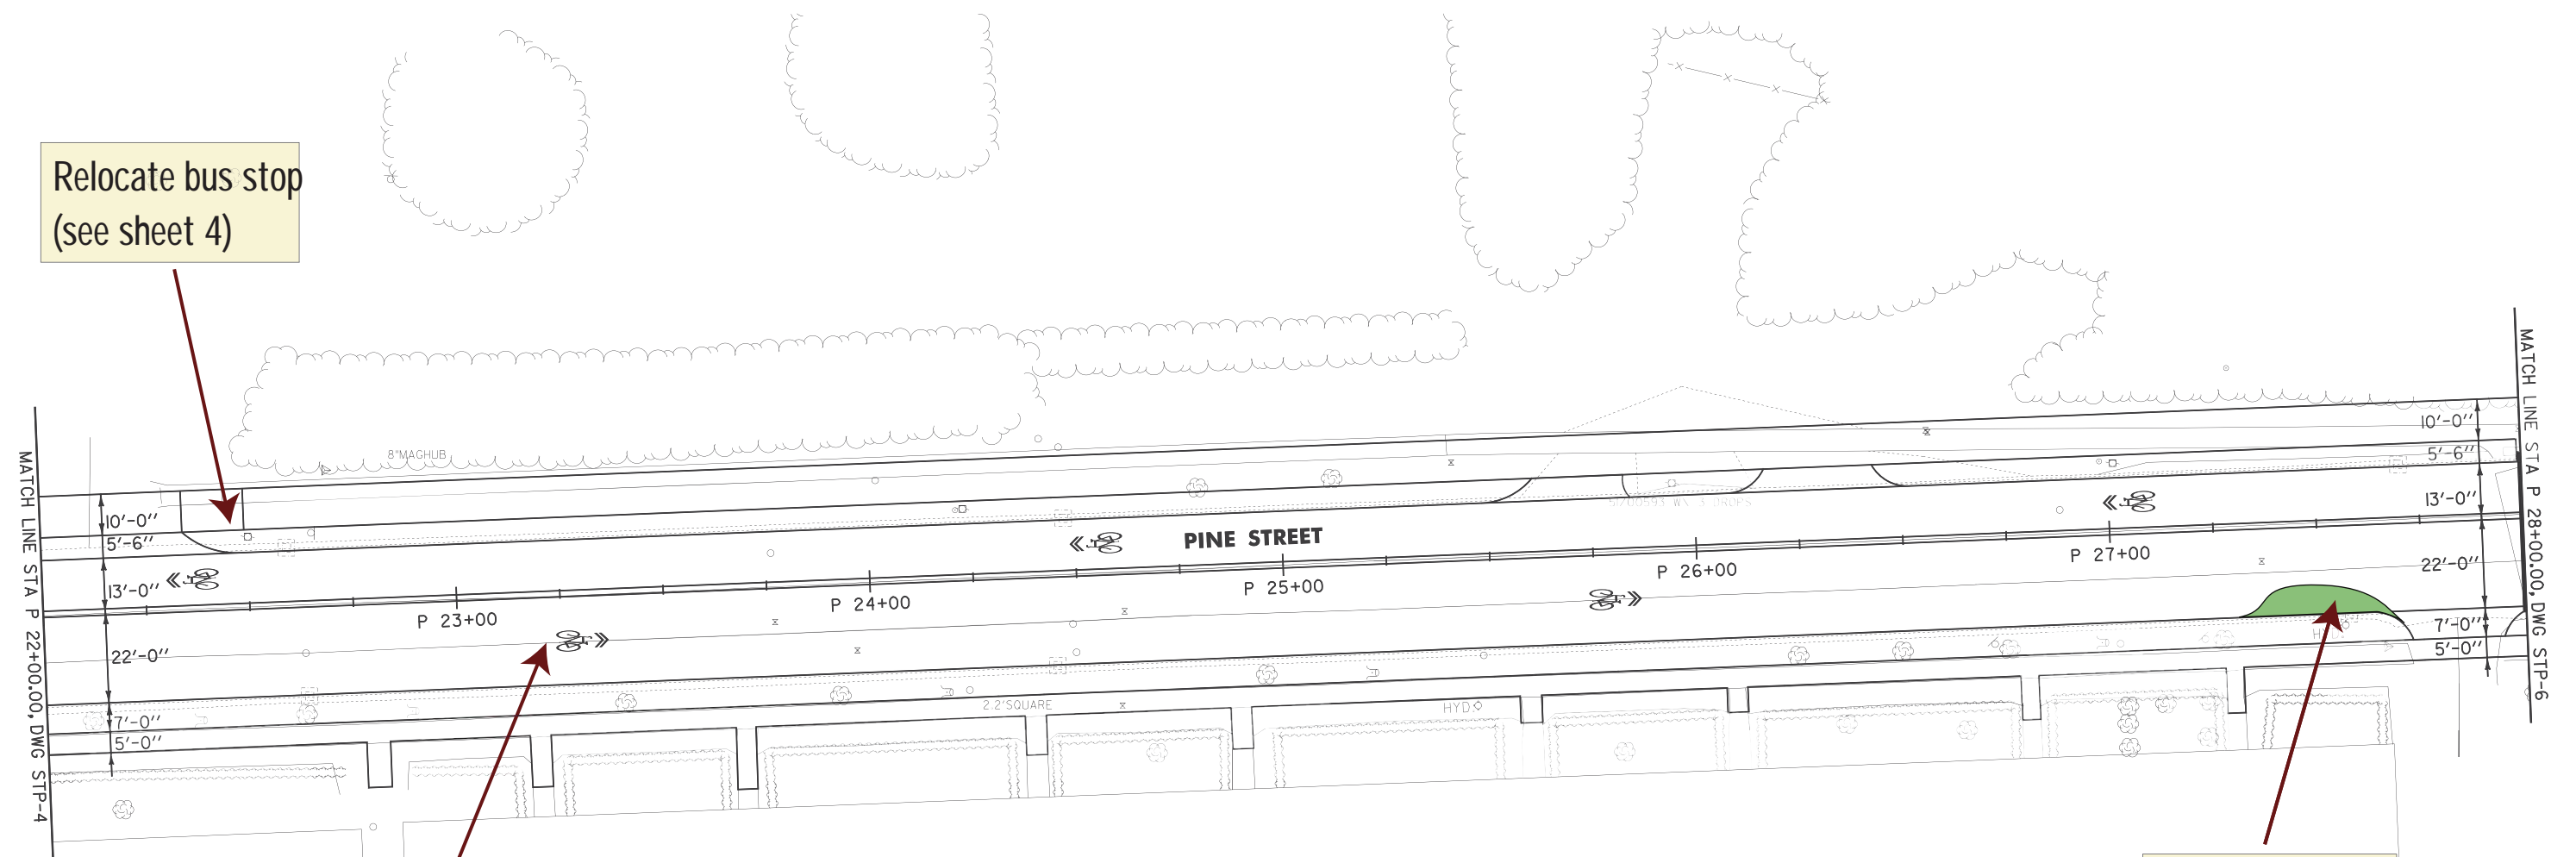 Relocate bus stop
(see sheet 4)
MATCH LINE STA P 22+00.00, DWG STP-4
10'-0''
5'-6''
13'-0''
22'-0''
7'-0''
5'-0''
8"MAGHUB
PINE STREET
P 23+00
P 24+00
P 25+00
P 26+00
P 27+00
2.2'SQUARE
HYD
10'-0''
5'-6''
13'-0''
22'-0''
7'-0''
5'-0''
MATCH LINE STA P 28+00.00, DWG STP-6